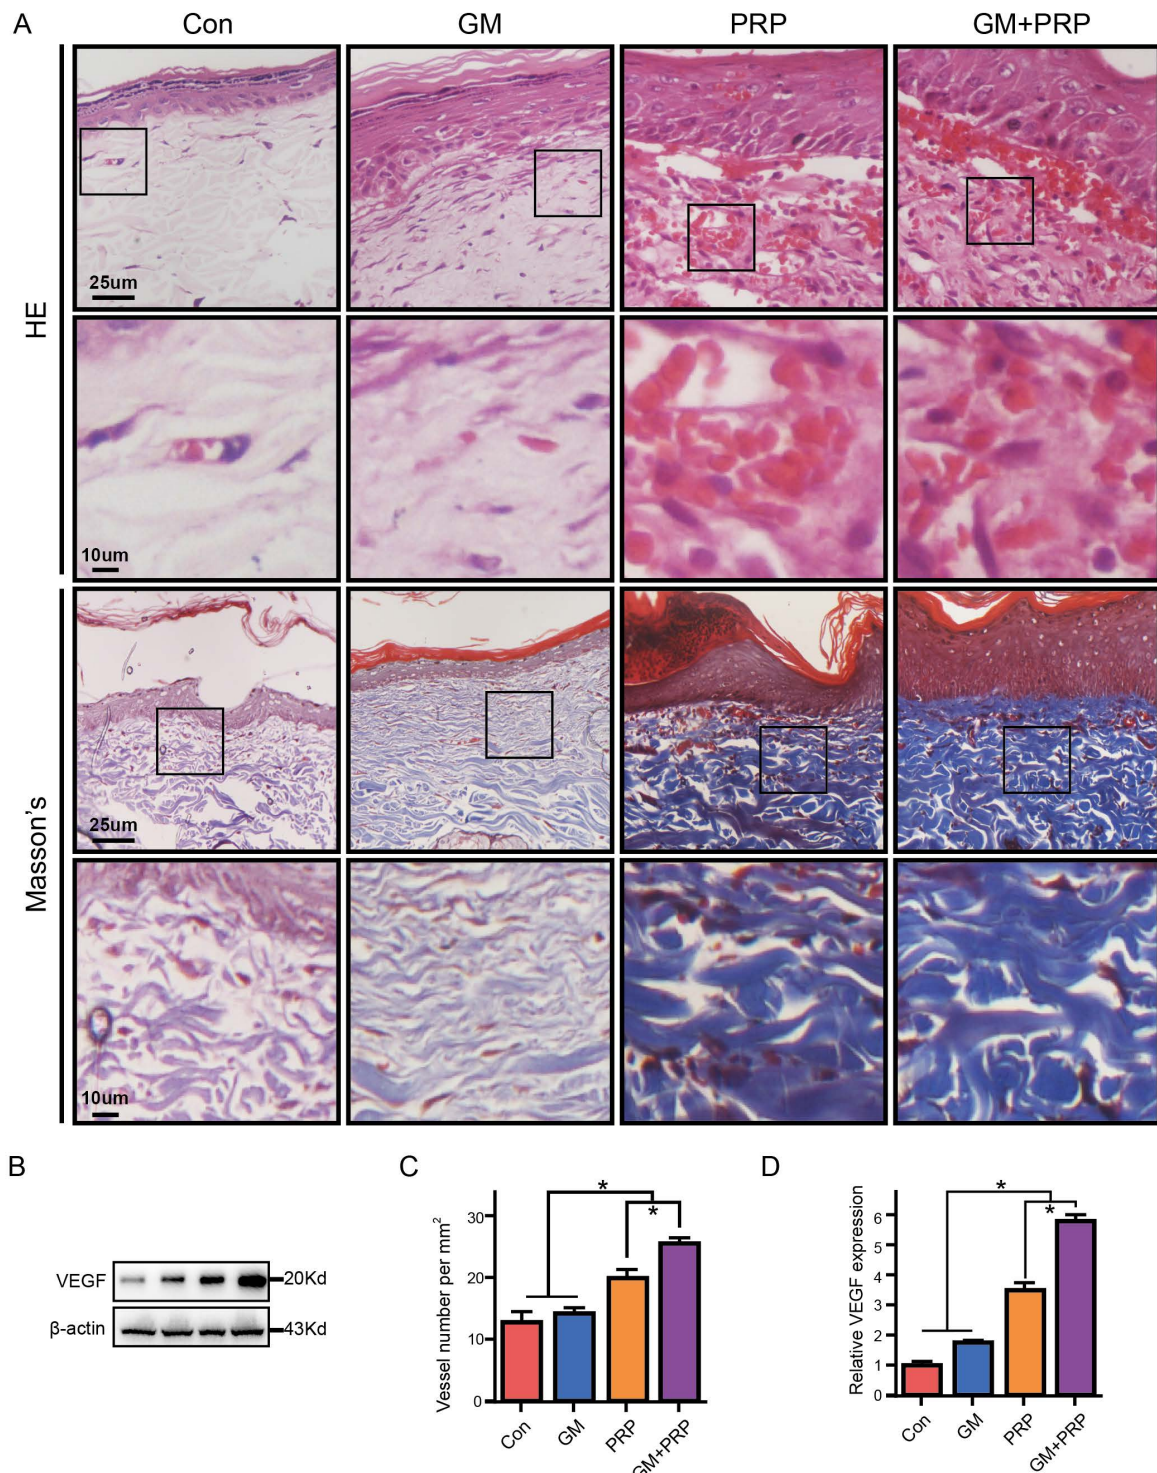 A
Con
GM
PRP
GM+PRP
HE
25um
10um
Masson's
25um
10um
B
VEGF
20Kd
β-actin
43Kd
C
Vessel number per mm²
30
20
10
0
*
*
Con
GM
PRP
GM+PRP
D
Relative VEGF expression
6
5
4
3
2
1
0
*
*
Con
GM
PRP
GM+PRP